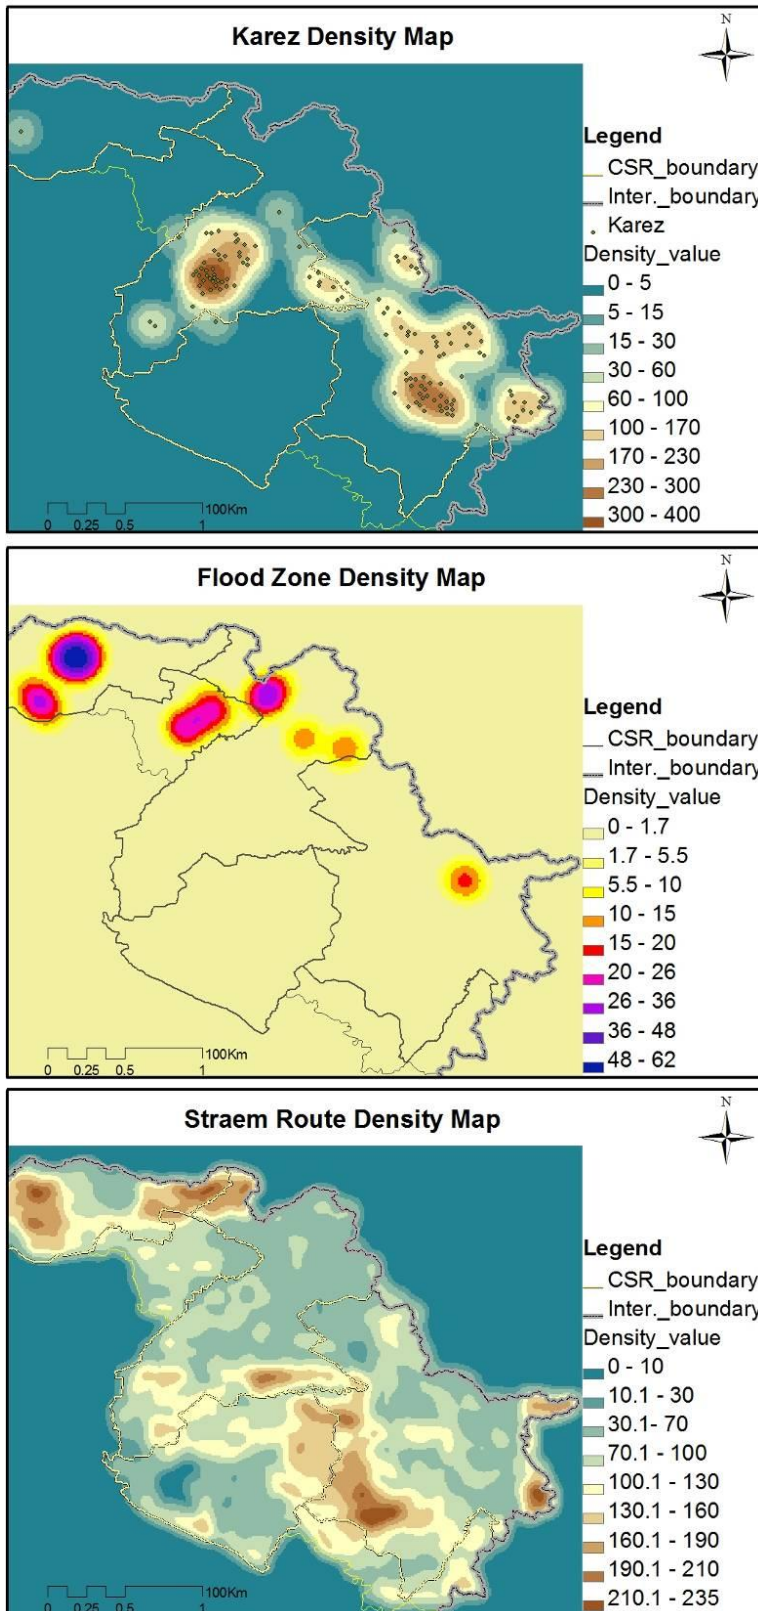 Karez Density Map
N
Legend
CSR_boundary
Inter._boundary
Karez
Density_value
0 - 5
5 - 15
15 - 30
30 - 60
60 - 100
100 - 170
170 - 230
230 - 300
300 - 400
100Km
0 0.25 0.5 1
Flood Zone Density Map
N
Legend
CSR_boundary
Inter._boundary
Density_value
0 - 1.7
1.7 - 5.5
5.5 - 10
10 - 15
15 - 20
20 - 26
26 - 36
36 - 48
48 - 62
100Km
0 0.25 0.5 1
Straem Route Density Map
N
Legend
CSR_boundary
Inter._boundary
Density_value
0 - 10
10.1 - 30
30.1 - 70
70.1 - 100
100.1 - 130
130.1 - 160
160.1 - 190
190.1 - 210
210.1 - 235
100Km
0 0.25 0.5 1